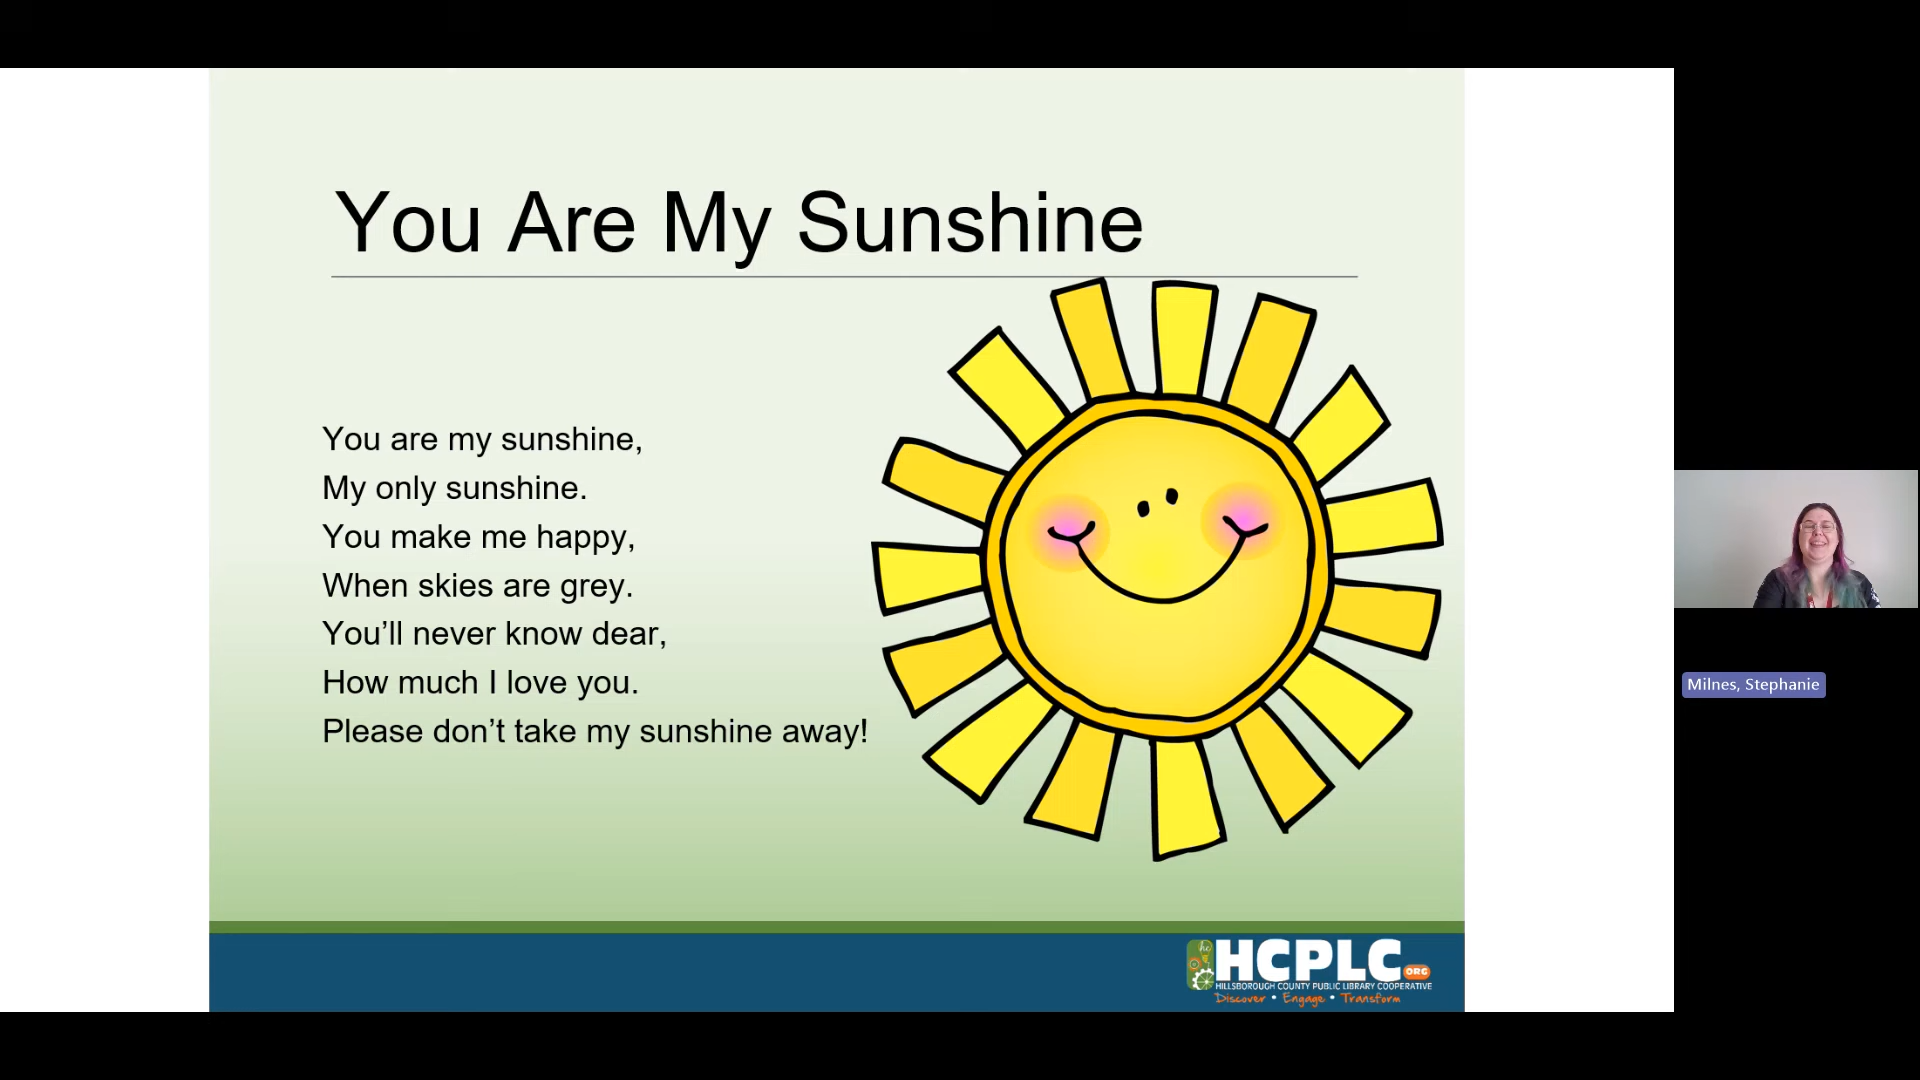 You Are My Sunshine
You are my sunshine,
My only sunshine.
You make me happy,
When skies are grey.
You’ll never know dear,
How much I love you.
Please don’t take my sunshine away!
Milnes, Stephanie
hc
HCPLC ORG
HILLSBOROUGH COUNTY PUBLIC LIBRARY COOPERATIVE
Discover • Engage • Transform